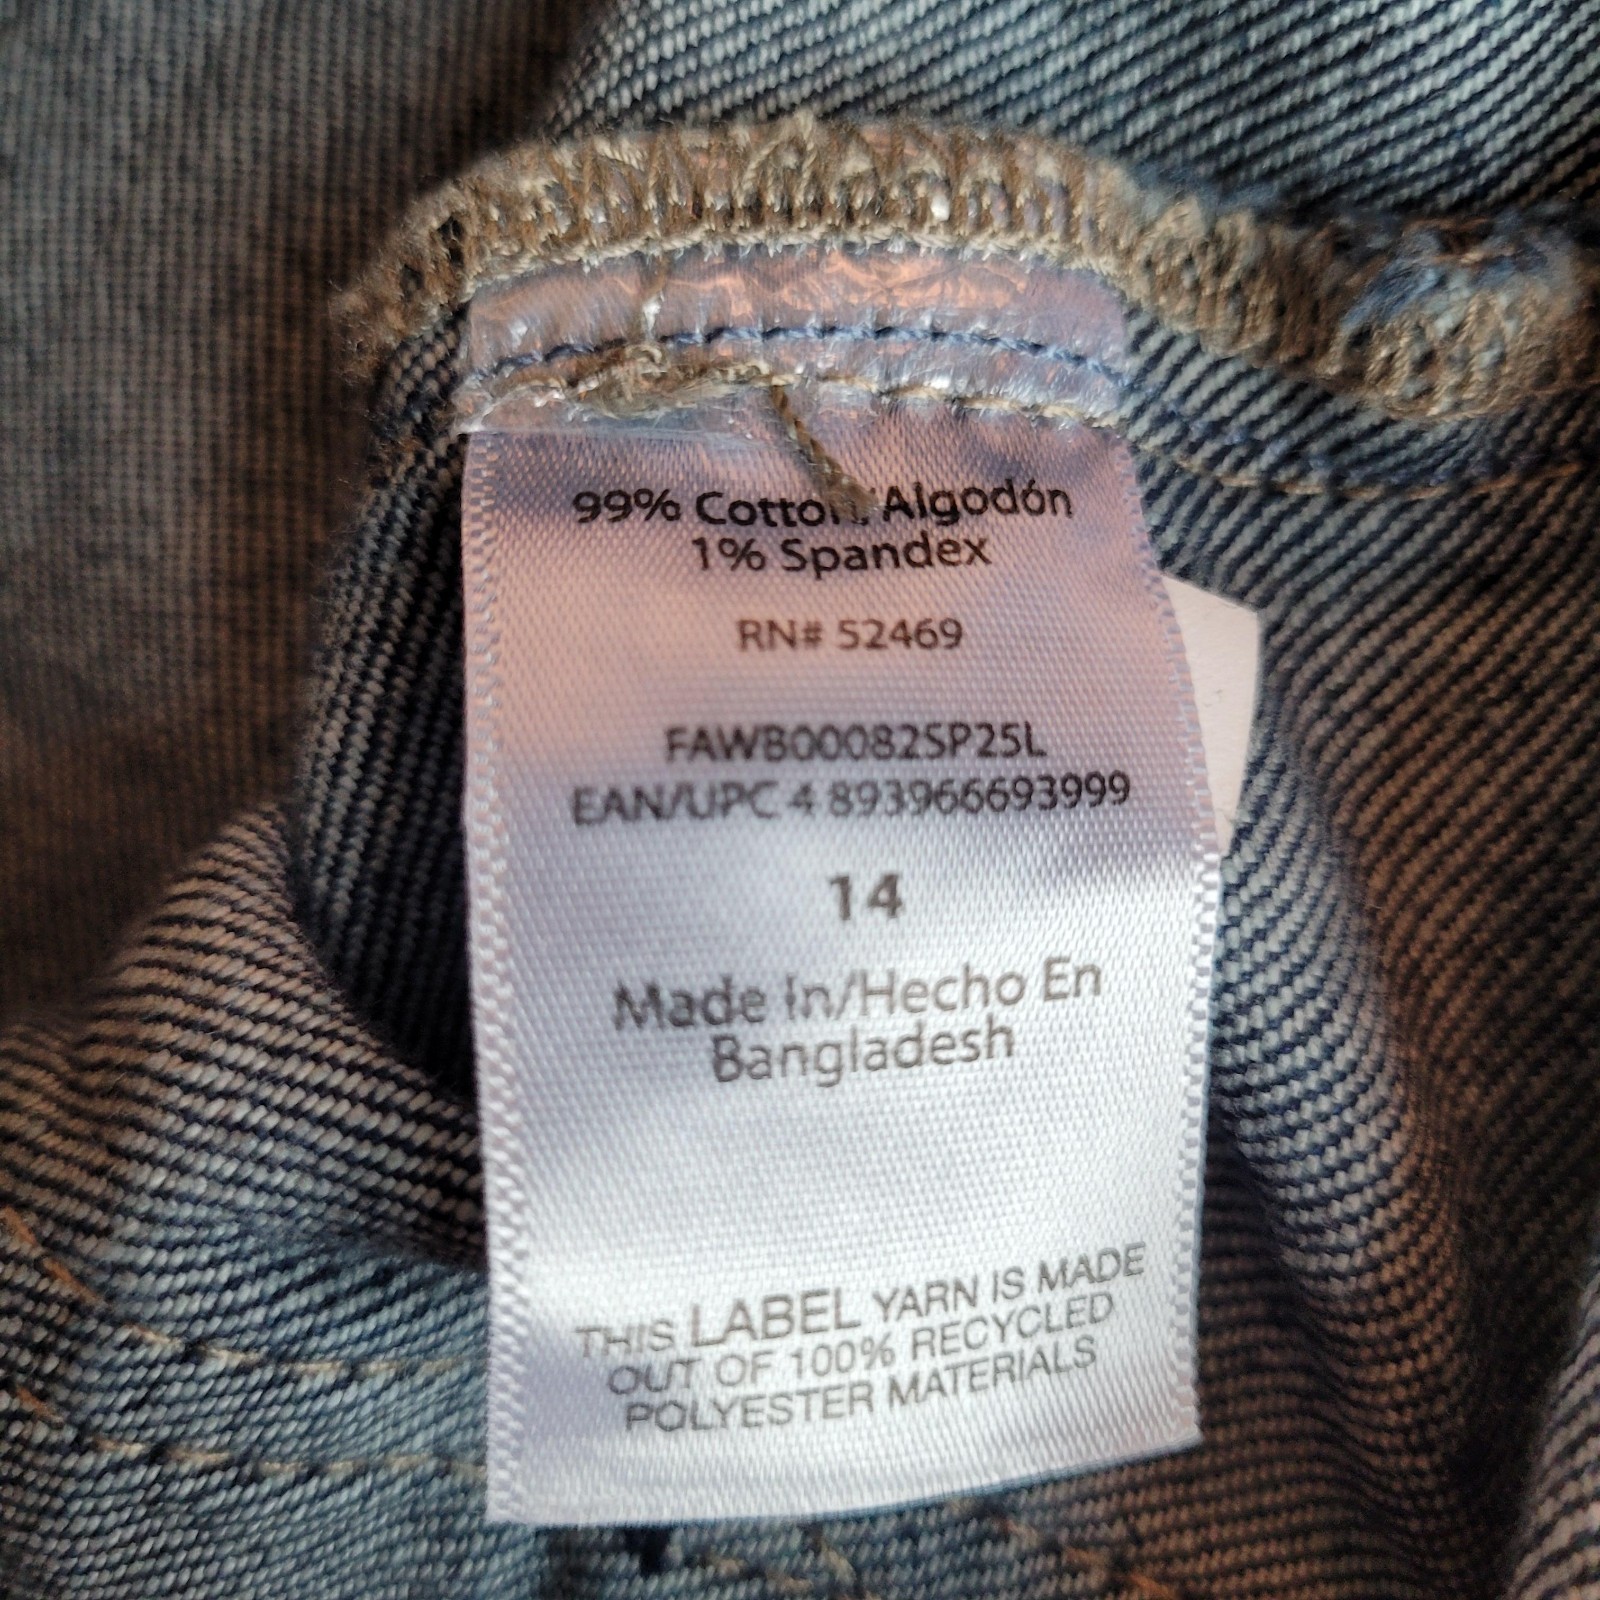 99% Cotton/Algodón
1% Spandex
RN# 52469
FAWB00082SP25L
EAN/UPC 4 893966693999
14
Made In/Hecho En
Bangladesh
THIS LABEL YARN IS MADE
OUT OF 100% RECYCLED
POLYESTER MATERIALS